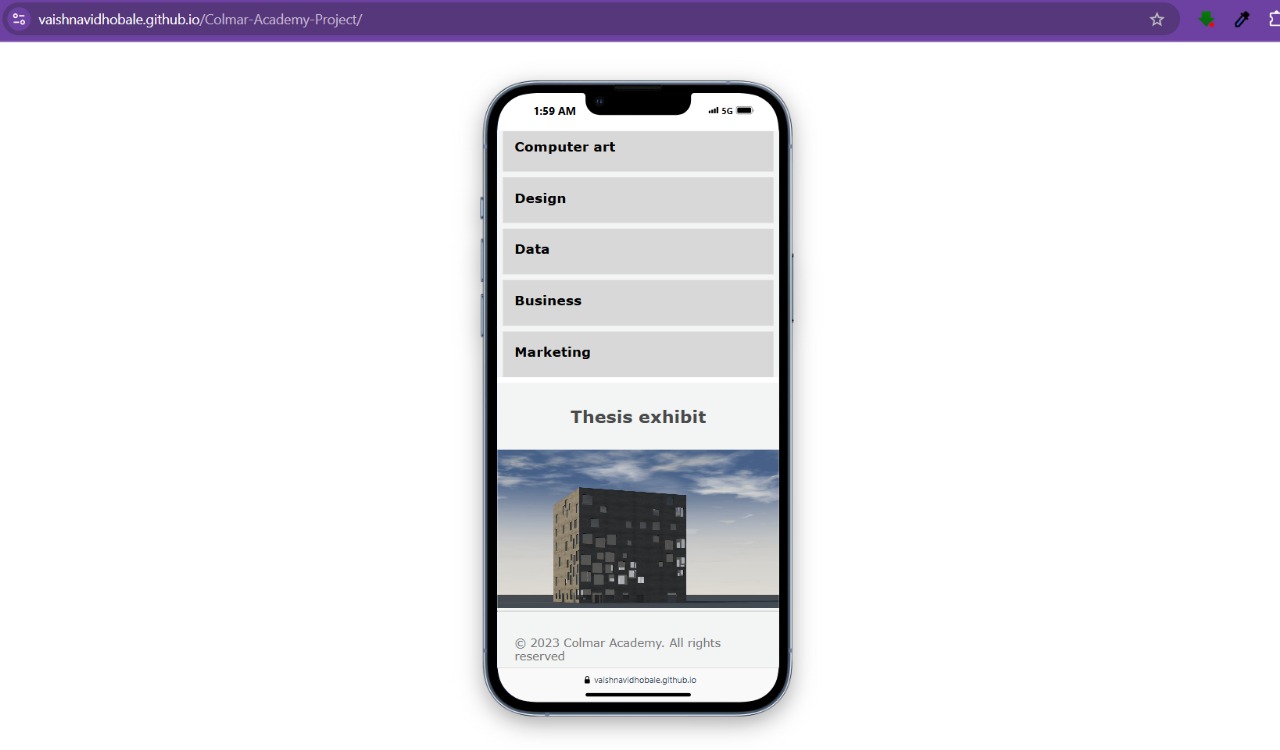 vaishnavidhobale.github.io/Colmar-Academy-Project/
1:59 AM 5G
Computer art
Design
Data
Business
Marketing
Thesis exhibit
© 2023 Colmar Academy. All rights
reserved
vaishnavidhobale.github.io